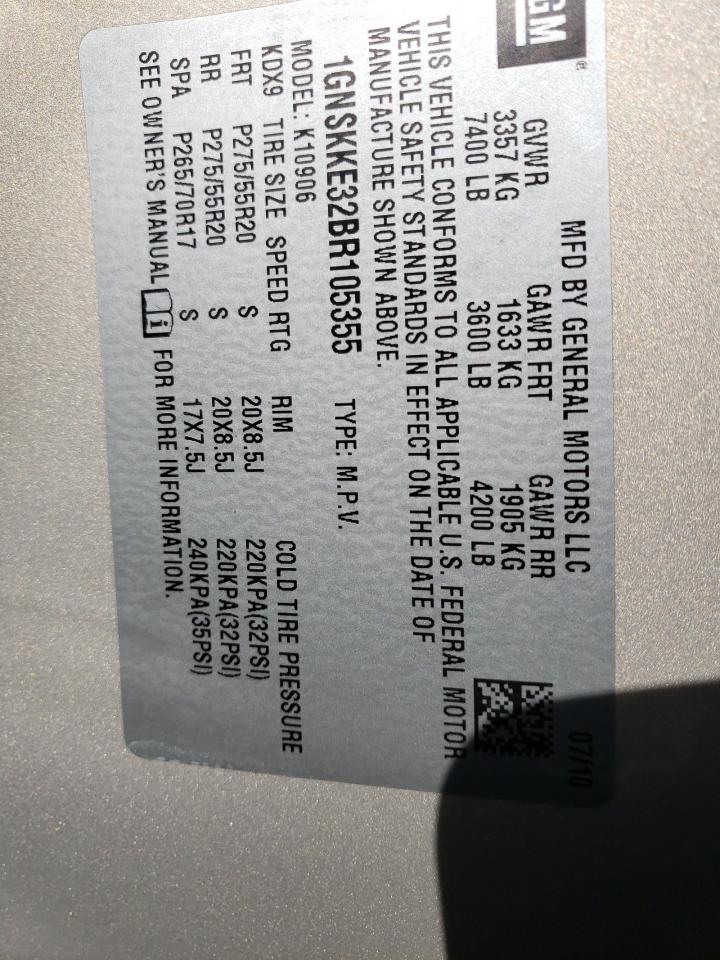 GM®
MFD BY GENERAL MOTORS LLC 07/10
GVWR GAWR FRT GAWR RR
3357 KG 1633 KG 1905 KG
7400 LB 3600 LB 4200 LB
THIS VEHICLE CONFORMS TO ALL APPLICABLE U.S. FEDERAL MOTOR
VEHICLE SAFETY STANDARDS IN EFFECT ON THE DATE OF
MANUFACTURE SHOWN ABOVE.
1GNSKKE32BR105355 TYPE: M.P.V.
MODEL: K10906
KDX9 TIRE SIZE SPEED RTG RIM COLD TIRE PRESSURE
FRT P275/55R20 S 20X8.5J 220KPA(32PSI)
RR P275/55R20 S 20X8.5J 220KPA(32PSI)
SPA P265/70R17 S 17X7.5J 240KPA(35PSI)
SEE OWNER'S MANUAL i FOR MORE INFORMATION.